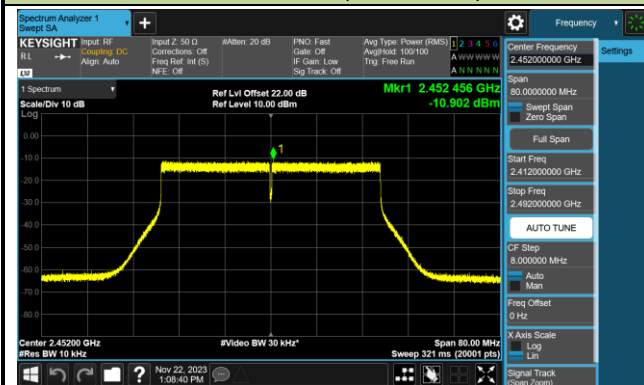 Spectrum Analyzer 1
Swept SA
+
Frequency
KEYSIGHT
RL
LXI
Input: RF
Coupling: DC
Align: Auto
Input Z: 50 Ω
Corrections: Off
Freq Ref: Int (S)
NFE: Off
#Atten: 20 dB
PNO: Fast
Gate: Off
IF Gain: Low
Sig Track: Off
Avg Type: Power (RMS)
Avg|Hold: 100/100
Trig: Free Run
1 2 3 4 5 6
A W W W W W
A N N N N N
Center Frequency
2.452000000 GHz
Settings
Span
80.0000000 MHz
Swept Span
Zero Span
Full Span
Start Freq
2.412000000 GHz
Stop Freq
2.492000000 GHz
AUTO TUNE
CF Step
8.000000 MHz
Auto
Man
Freq Offset
0 Hz
X Axis Scale
Log
Lin
Signal Track
(Span Zoom)
1 Spectrum
Scale/Div 10 dB
Log
Ref Lvl Offset 22.00 dB
Ref Level 10.00 dBm
Mkr1 2.452 456 GHz
-10.902 dBm
1
0.00
-10.0
-20.0
-30.0
-40.0
-50.0
-60.0
-70.0
-80.0
Center 2.45200 GHz
#Res BW 10 kHz
#Video BW 30 kHz*
Span 80.00 MHz
Sweep 321 ms (20001 pts)
?
Nov 22, 2023
1:08:40 PM